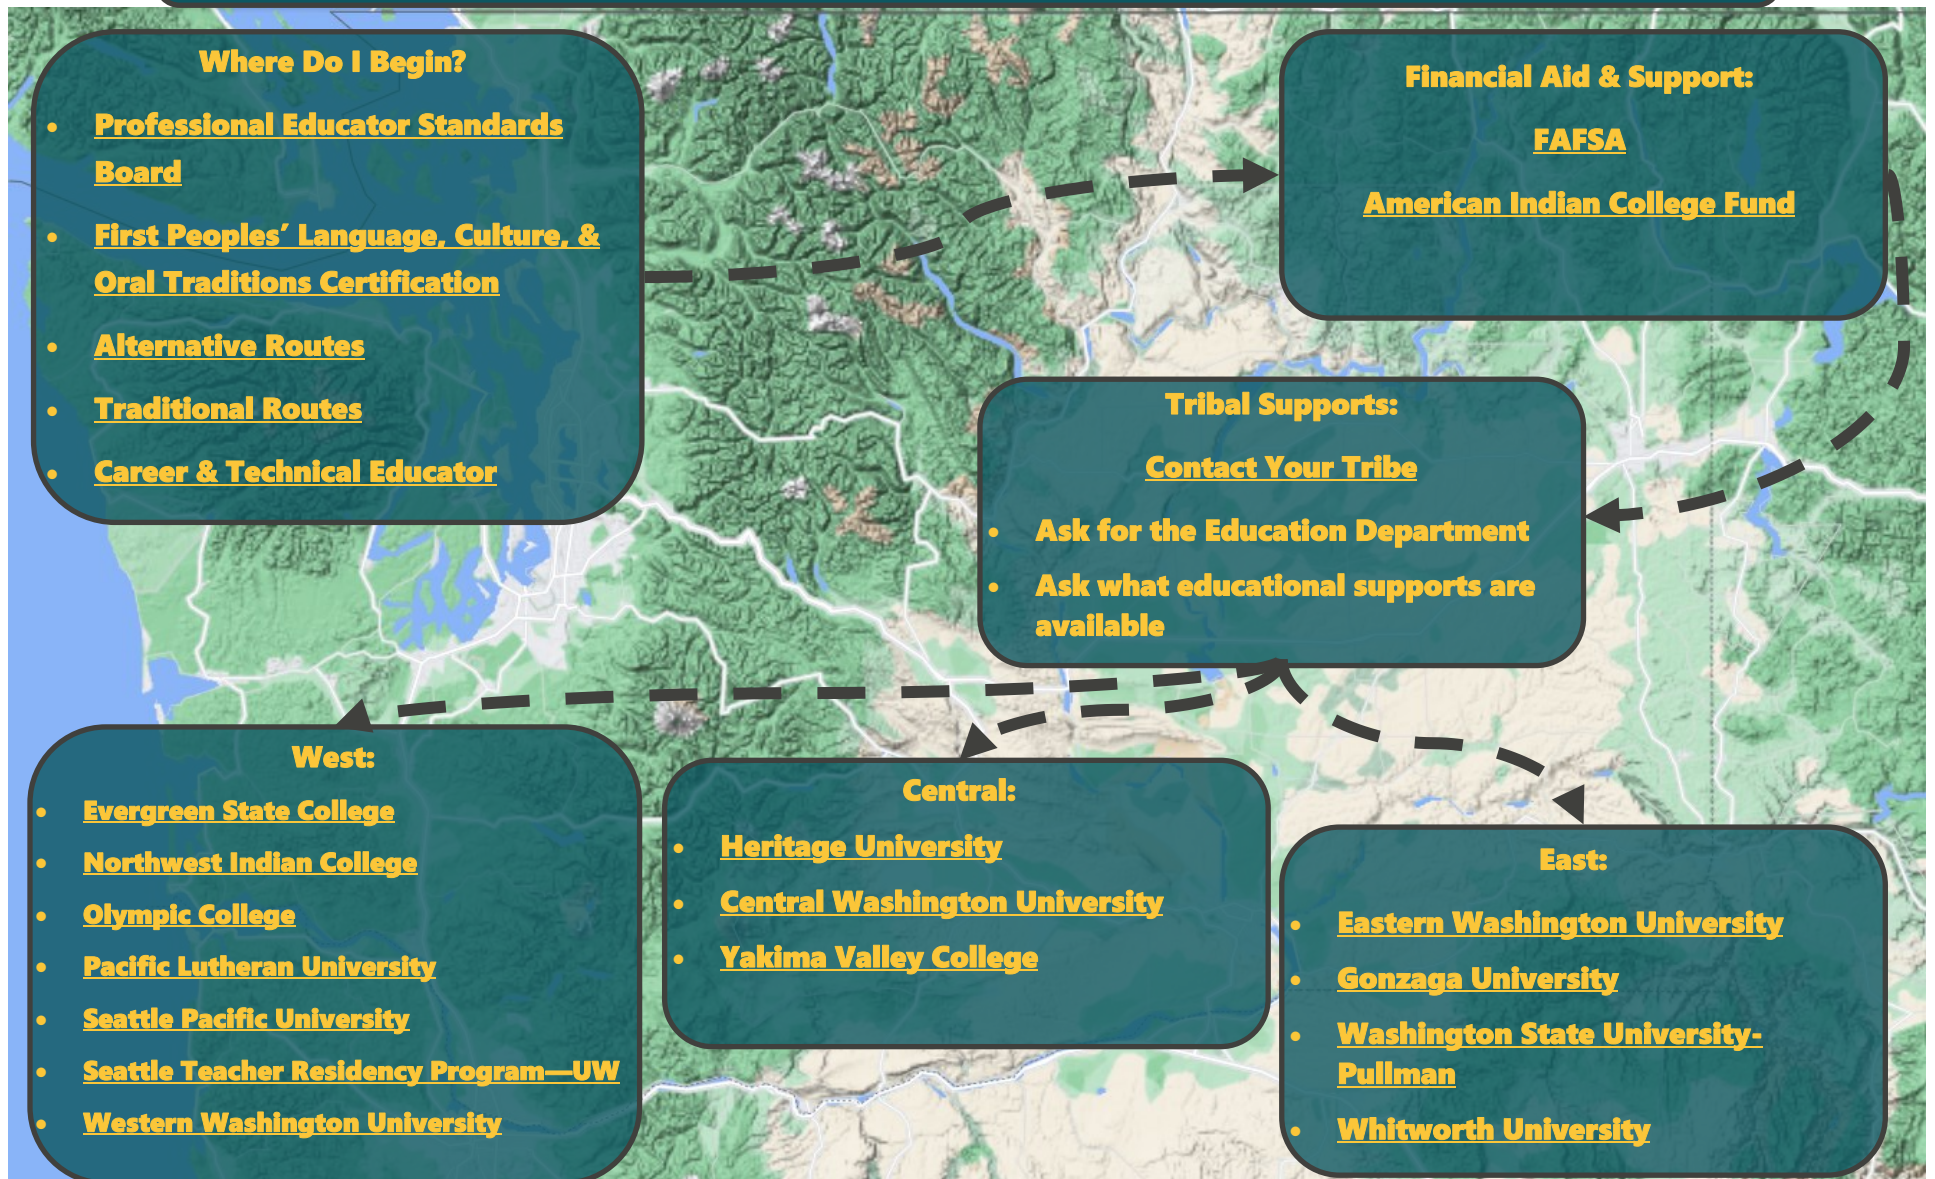 Where Do I Begin?
• Professional Educator Standards
Board
• First Peoples’ Language, Culture, &
Oral Traditions Certification
• Alternative Routes
• Traditional Routes
• Career & Technical Educator
Financial Aid & Support:
FAFSA
American Indian College Fund
Tribal Supports:
Contact Your Tribe
• Ask for the Education Department
• Ask what educational supports are
available
West:
• Evergreen State College
• Northwest Indian College
• Olympic College
• Pacific Lutheran University
• Seattle Pacific University
• Seattle Teacher Residency Program—UW
• Western Washington University
Central:
• Heritage University
• Central Washington University
• Yakima Valley College
East:
• Eastern Washington University
• Gonzaga University
• Washington State University-
Pullman
• Whitworth University